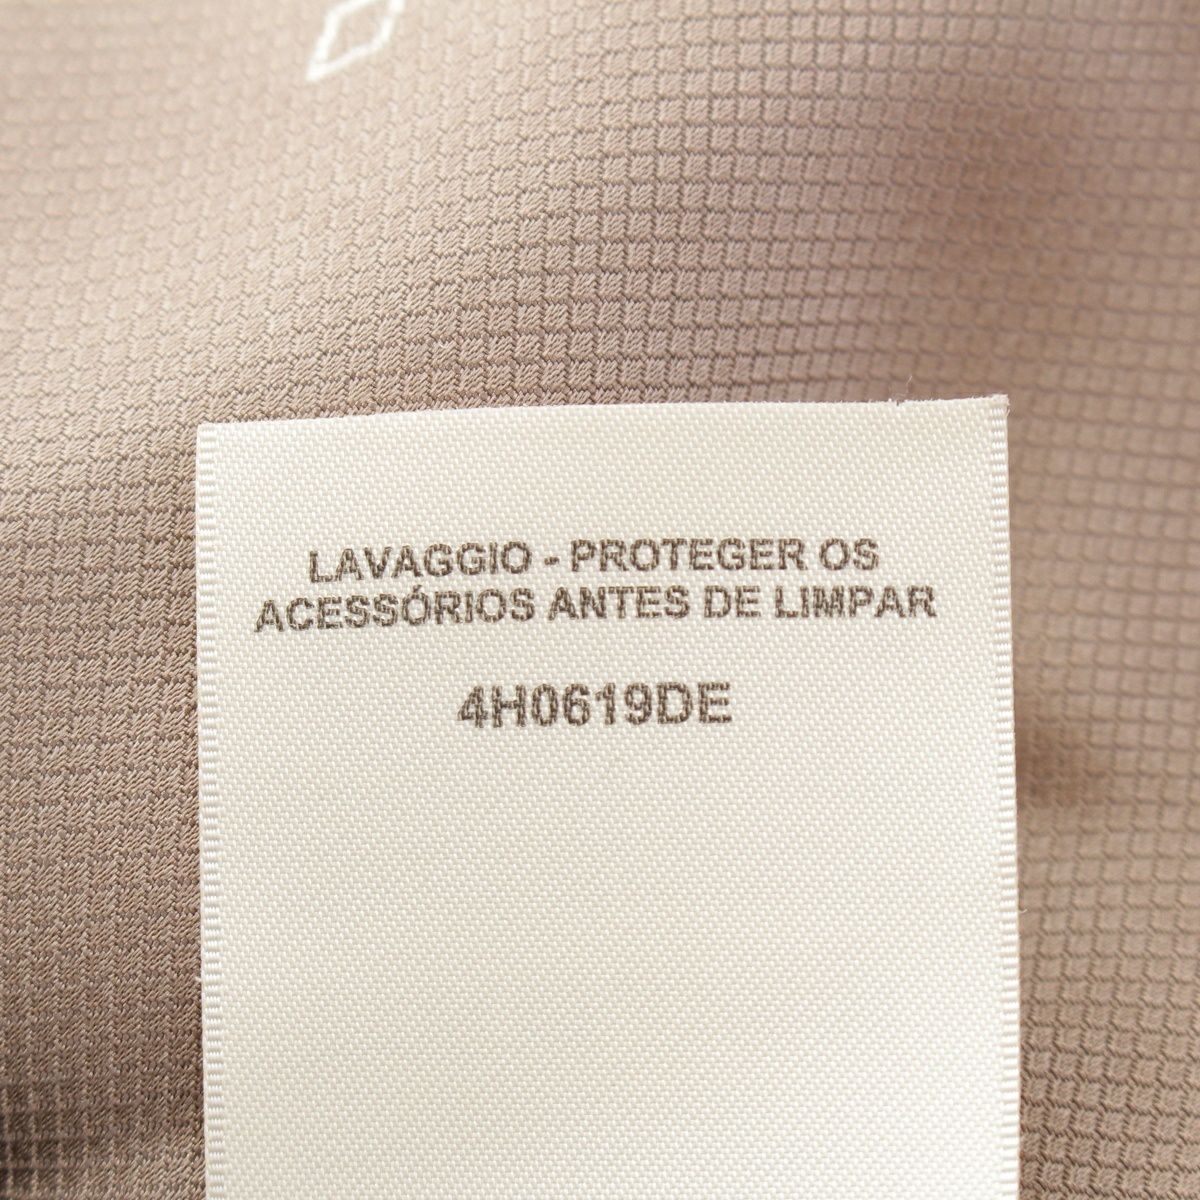 LAVAGGIO - PROTEGER OS
ACESSÓRIOS ANTES DE LIMPAR
4H0619DE